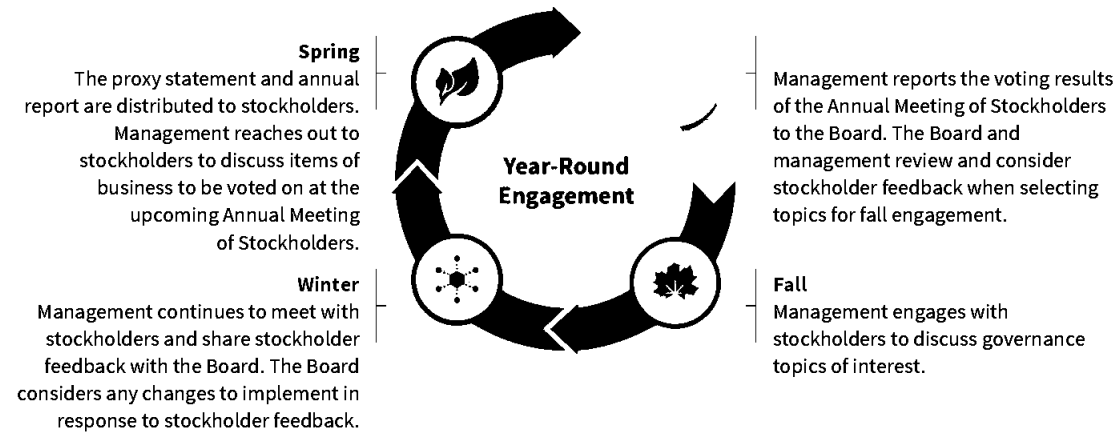 Spring
The proxy statement and annual
report are distributed to stockholders.
Management reaches out to
stockholders to discuss items of
business to be voted on at the
upcoming Annual Meeting
of Stockholders.
Management reports the voting results
of the Annual Meeting of Stockholders
to the Board. The Board and
management review and consider
stockholder feedback when selecting
topics for fall engagement.
Year-Round
Engagement
Winter
Management continues to meet with
stockholders and share stockholder
feedback with the Board. The Board
considers any changes to implement in
response to stockholder feedback.
Fall
Management engages with
stockholders to discuss governance
topics of interest.